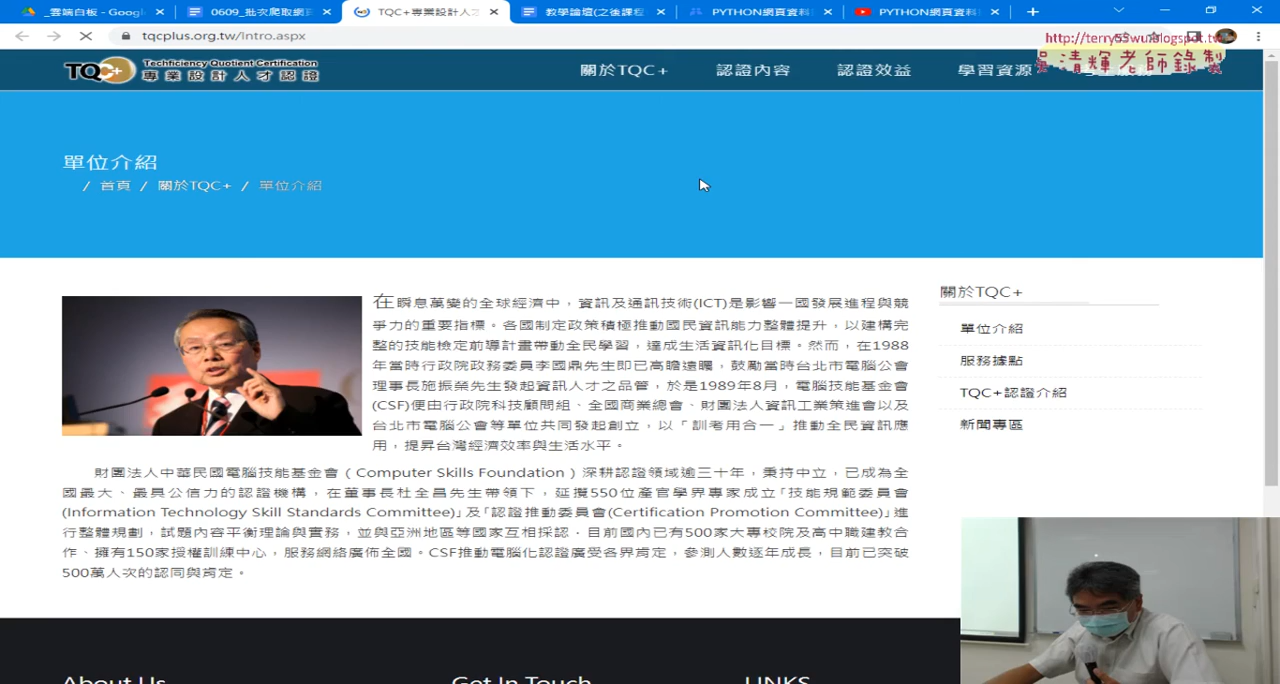 _雲端白板 - Googl
0609_批次爬取網頁
TQC+專業設計人才
教學論壇(之後課程
PYTHON網頁資料
PYTHON網頁資料
tqcplus.org.tw/intro.aspx
http://terry55wu.blogspot.tw
吳清輝老師錄製
TQC+
Techficiency Quotient Certification
專業設計人才認證
關於TQC+
認證內容
認證效益
學習資源
單位介紹
/ 首頁 / 關於TQC+ / 單位介紹
在瞬息萬變的全球經濟中，資訊及通訊技術(ICT)是影響一國發展進程與競
爭力的重要指標。各國制定政策積極推動國民資訊能力整體提升，以建構完
整的技能檢定前導計畫帶動全民學習，達成生活資訊化目標。然而，在1988
年當時行政院政務委員李國鼎先生即已高瞻遠矚，鼓勵當時台北市電腦公會
理事長施振榮先生發起資訊人才之品管，於是1989年8月，電腦技能基金會
(CSF)便由行政院科技顧問組、全國商業總會、財團法人資訊工業策進會以及
台北市電腦公會等單位共同發起創立，以「訓考用合一」推動全民資訊應
用，提昇台灣經濟效率與生活水平。
財團法人中華民國電腦技能基金會（Computer Skills Foundation）深耕認證領域逾三十年，秉持中立，已成為全
國最大、最具公信力的認證機構，在董事長杜全昌先生帶領下，延攬550位產官學界專家成立「技能規範委員會
(Information Technology Skill Standards Committee)」及「認證推動委員會(Certification Promotion Committee)」進
行整體規劃，試題內容平衡理論與實務，並與亞洲地區等國家互相採認．目前國內已有500家大專校院及高中職建教合
作、擁有150家授權訓練中心，服務網絡廣佈全國。CSF推動電腦化認證廣受各界肯定，參測人數逐年成長，目前已突破
500萬人次的認同與肯定。
關於TQC+
單位介紹
服務據點
TQC+認證介紹
新聞專區
About Us
Get In Touch
LINKS